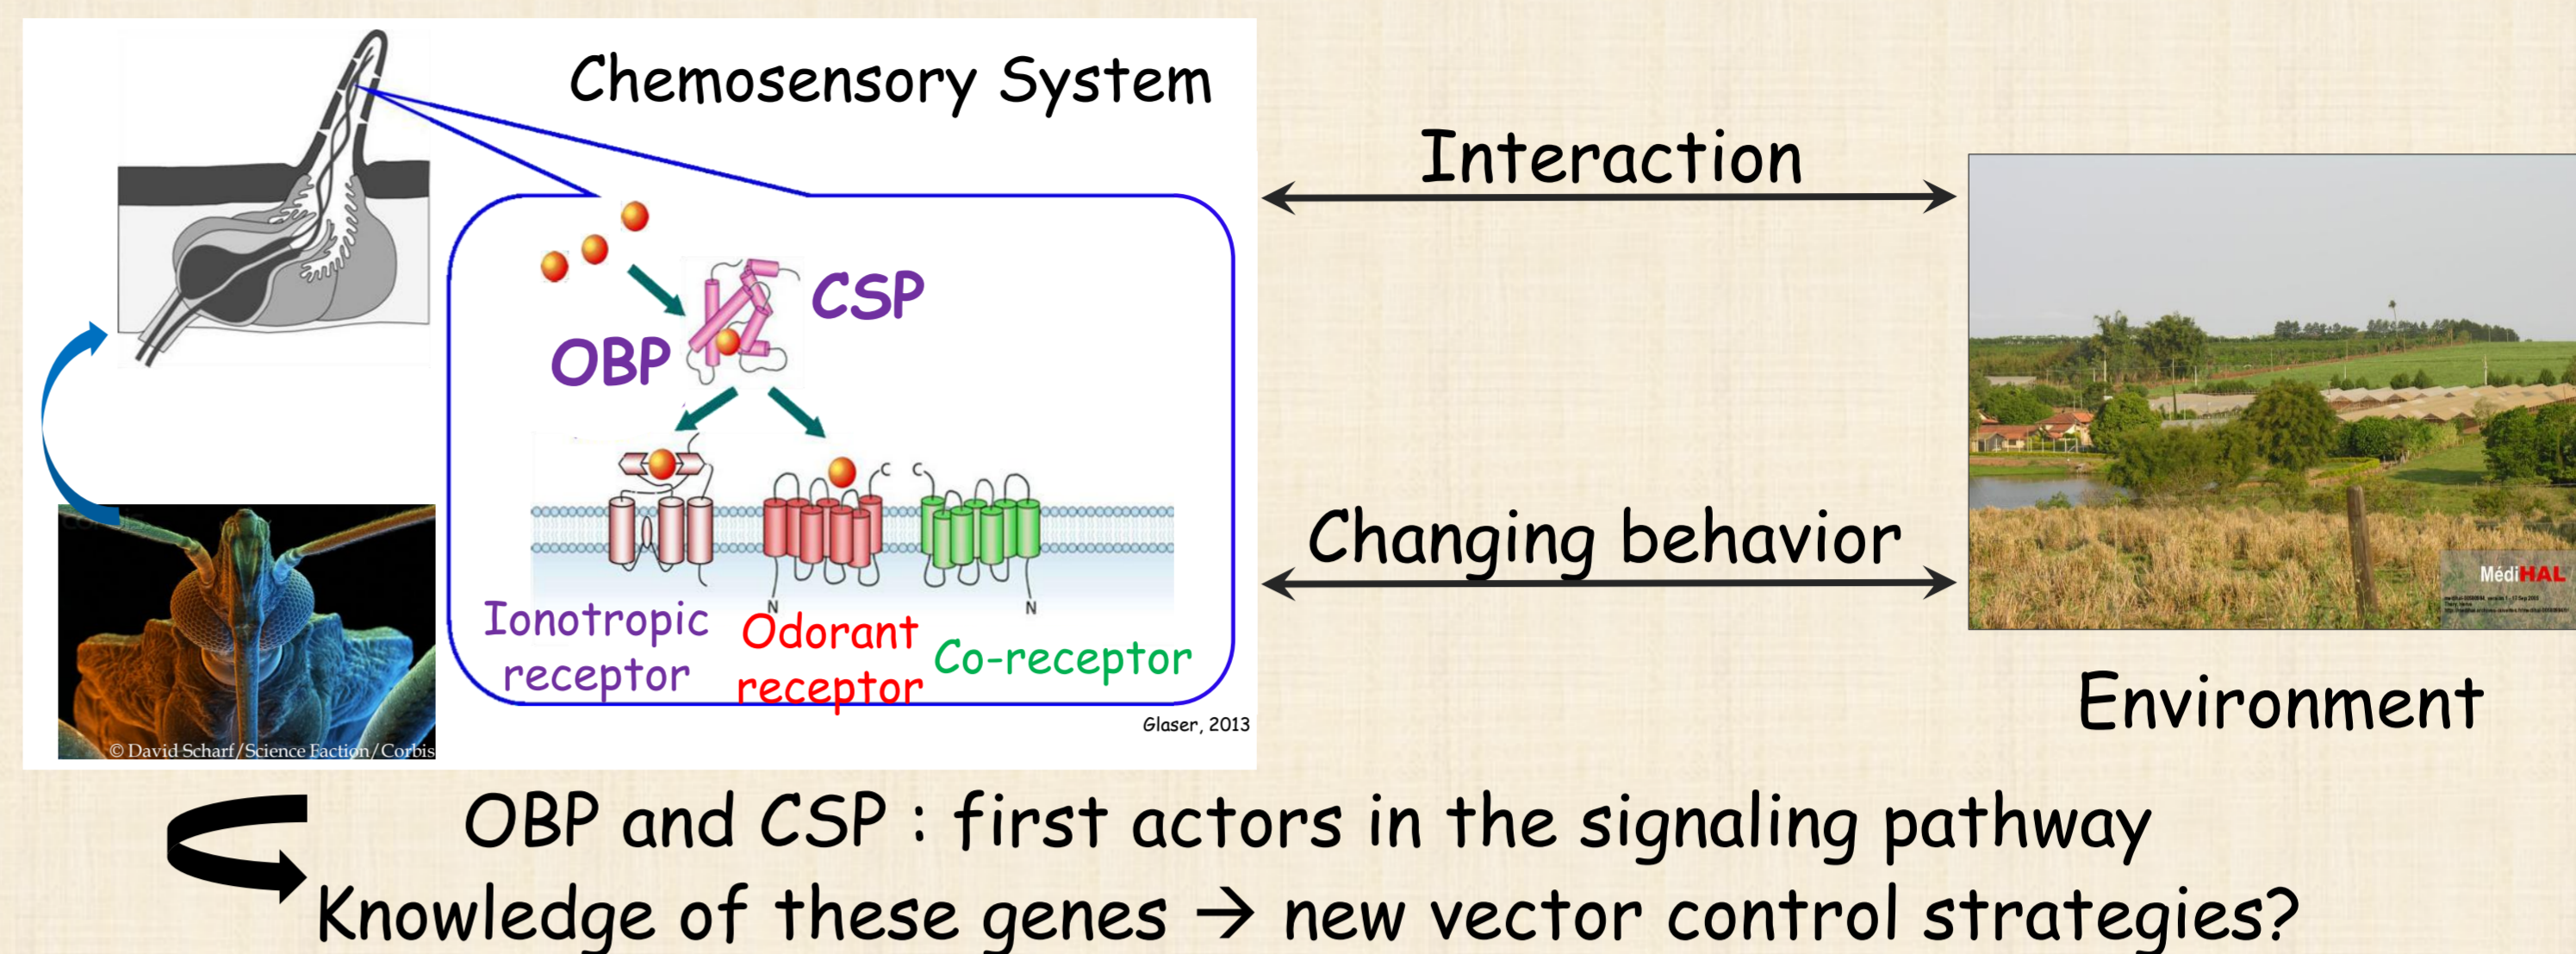 Chemosensory System
CSP
OBP
C C
N
N
Ionotropic
receptor
Odorant
receptor
Co-receptor
Glaser, 2013
© David Scharf/Science Faction/Corbis
Interaction
Changing behavior
MédiHAL
Environment
OBP and CSP : first actors in the signaling pathway
Knowledge of these genes → new vector control strategies?